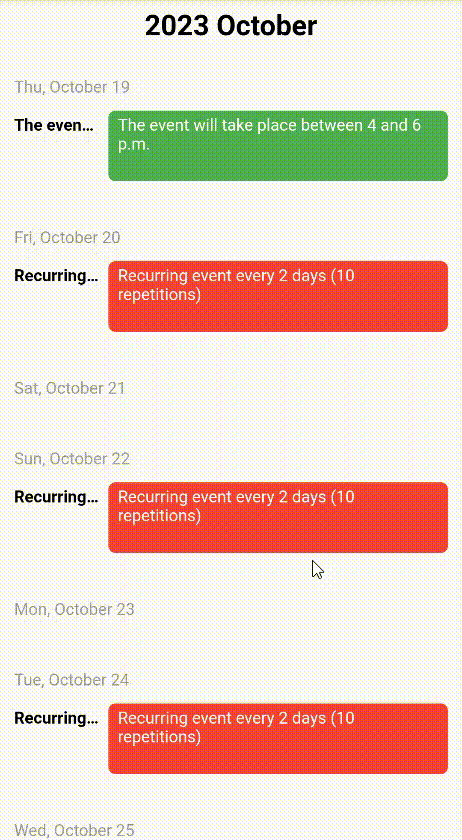 2023 October
Thu, October 19
The even...
The event will take place between 4 and 6
p.m.
Fri, October 20
Recurring...
Recurring event every 2 days (10
repetitions)
Sat, October 21
Sun, October 22
Recurring...
Recurring event every 2 days (10
repetitions)
Mon, October 23
Tue, October 24
Recurring...
Recurring event every 2 days (10
repetitions)
Wed, October 25